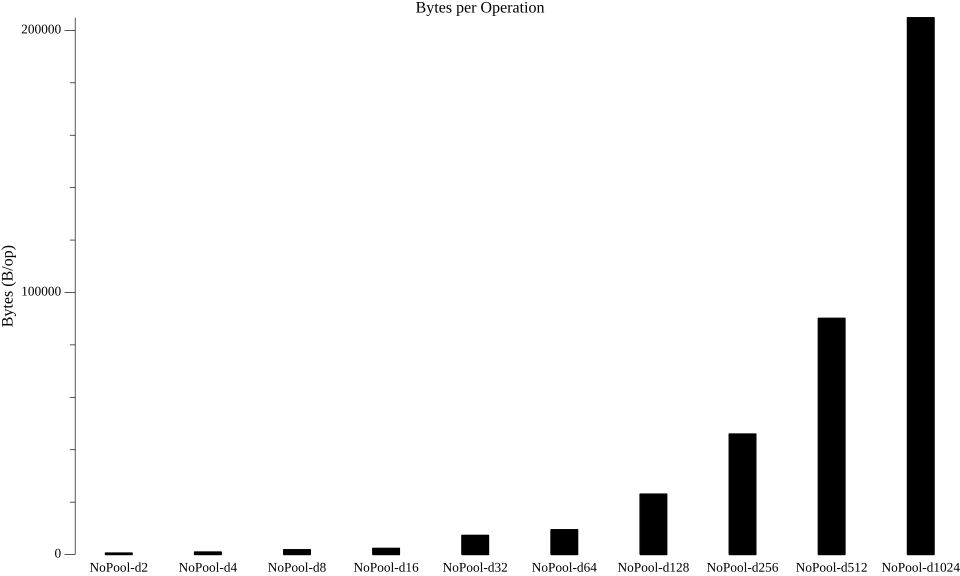 Bytes per Operation
Bytes (B/op)
200000
100000
0
NoPool-d2 NoPool-d4 NoPool-d8 NoPool-d16 NoPool-d32 NoPool-d64 NoPool-d128 NoPool-d256 NoPool-d512 NoPool-d1024